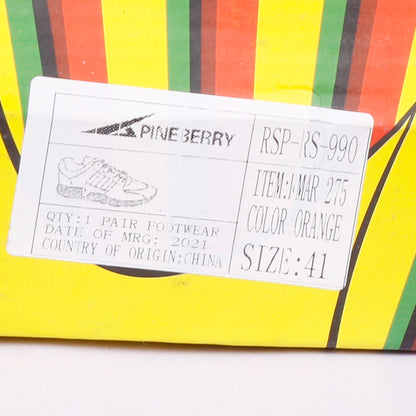 PINEBERRY
RSP-RS-990
ITEM:FMAR 275
COLOR:ORANGE
SIZE:41
QTY:1 PAIR FOOTWEAR
DATE OF MRG: 2021
COUNTRY OF ORIGIN:CHINA